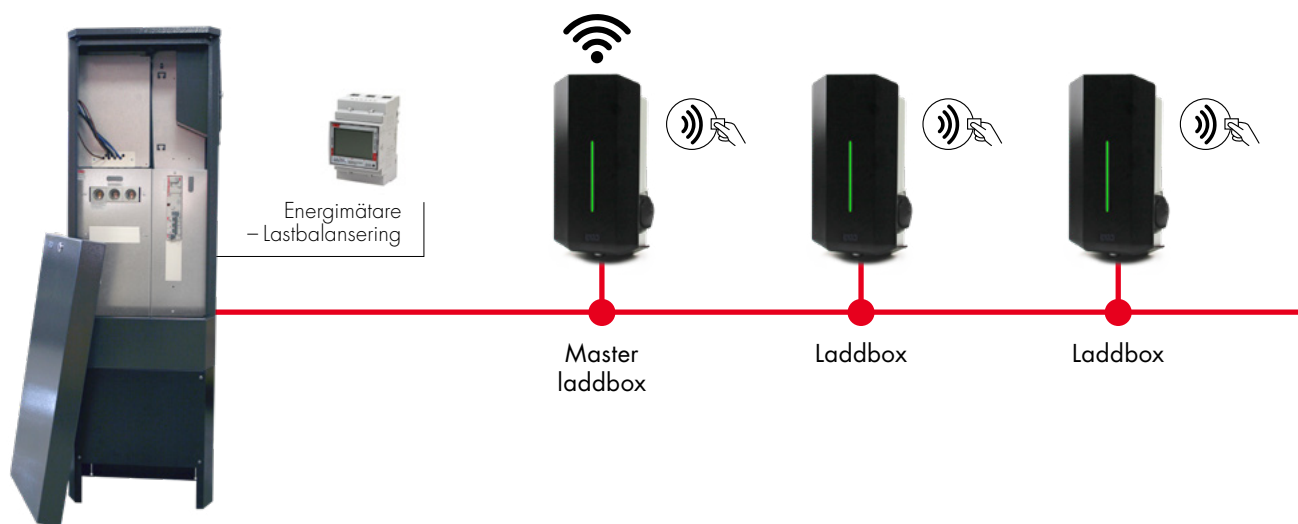 Energimätare
– Lastbalansering
Master
laddbox
Laddbox
Laddbox